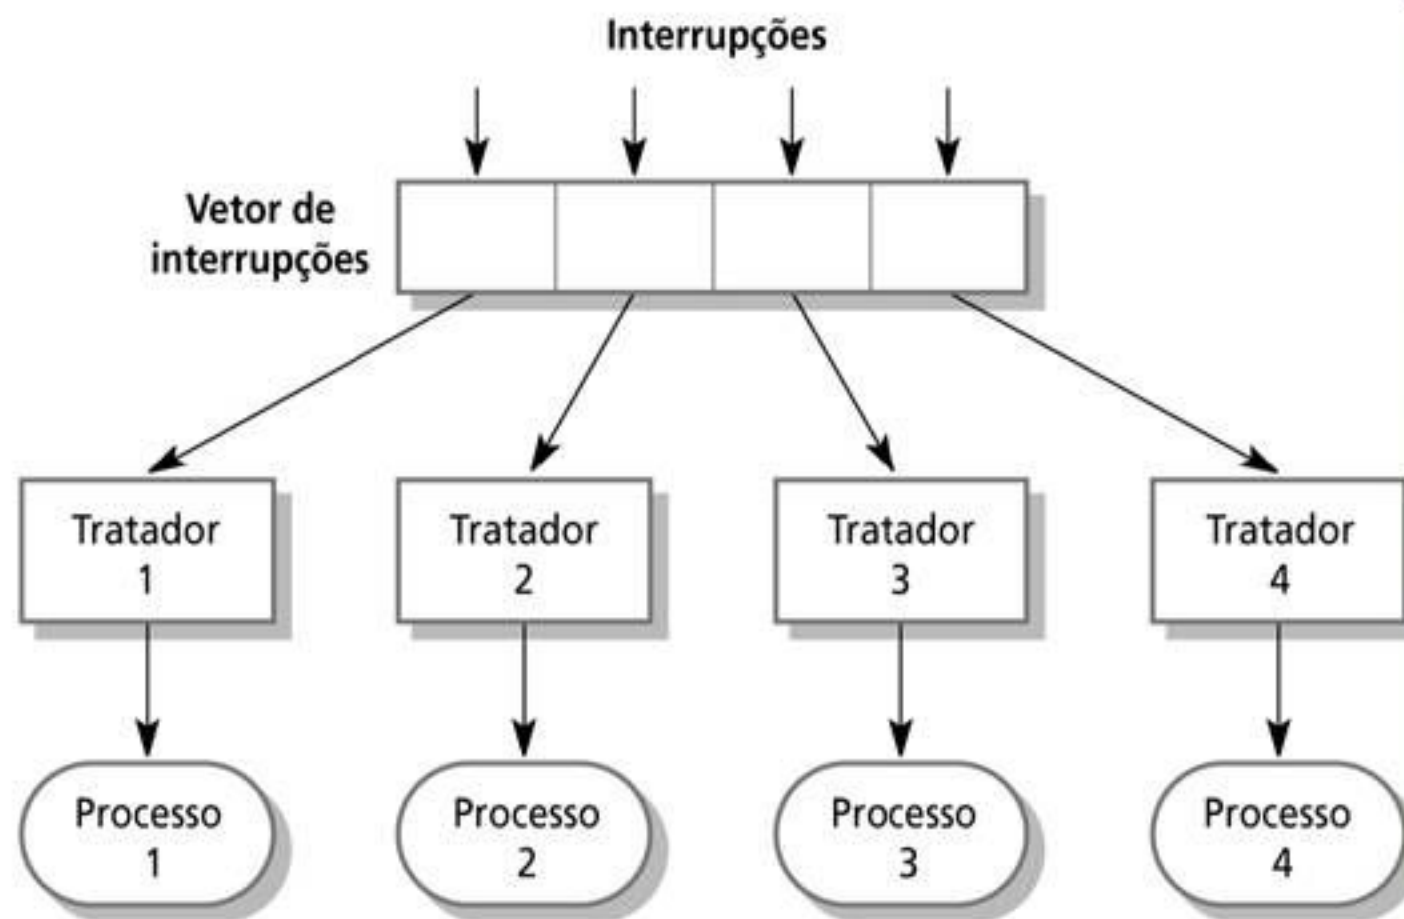 Interrupções
Vetor de
interrupções
Tratador
1
Tratador
2
Tratador
3
Tratador
4
Processo
1
Processo
2
Processo
3
Processo
4